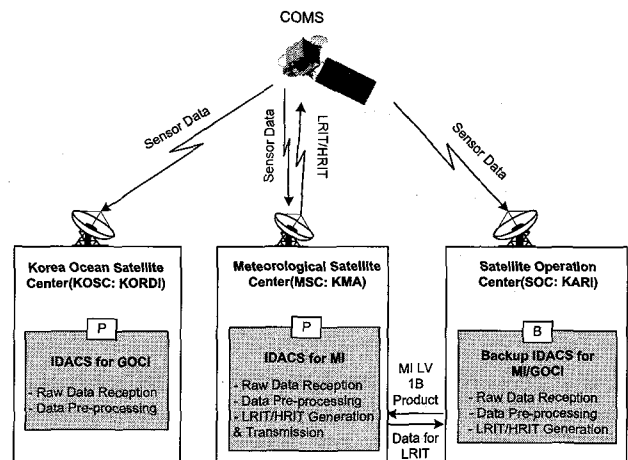 COMS
Sensor Data
Sensor Data
LRIT/HRIT
Sensor Data
Korea Ocean Satellite
Center(KOSC: KORDI)
P
IDACS for GOCI
- Raw Data Reception
- Data Pre-processing
Meteorological Satellite
Center(MSC: KMA)
P
IDACS for MI
- Raw Data Reception
- Data Pre-processing
- LRIT/HRIT Generation
& Transmission
MI LV
1B
Product
Data for
LRIT
Satellite Operation
Center(SOC: KARI)
B
Backup IDACS for
MI/GOCI
- Raw Data Reception
- Data Pre-processing
- LRIT/HRIT Generation